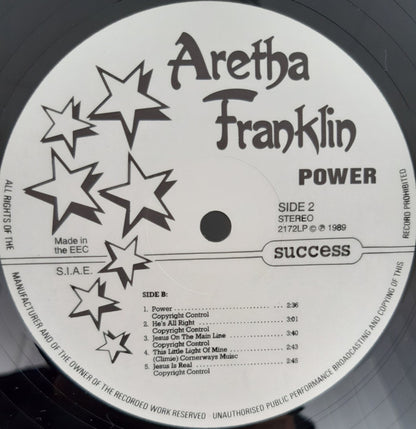 Aretha
Franklin
POWER
SIDE 2
STEREO
2172LP © ℗ 1989
Made in
the EEC
success
S.I.A.E.
SIDE B:
1. Power 2:36
Copyright Control
2. He's All Right 3:01
Copyright Control
3. Jesus On The Main Line 3:40
Copyright Control
4. This Little Light Of Mine 2:43
(Climie) Cornerways Muisc
5. Jesus Is Real 2:45
Copyright Control
ALL RIGHTS OF THE MANUFACTURER AND OF THE OWNER OF THE RECORDED WORK RESERVED UNAUTHORISED PUBLIC PERFORMANCE BROADCASTING AND COPYING OF THIS RECORD PROHIBITED